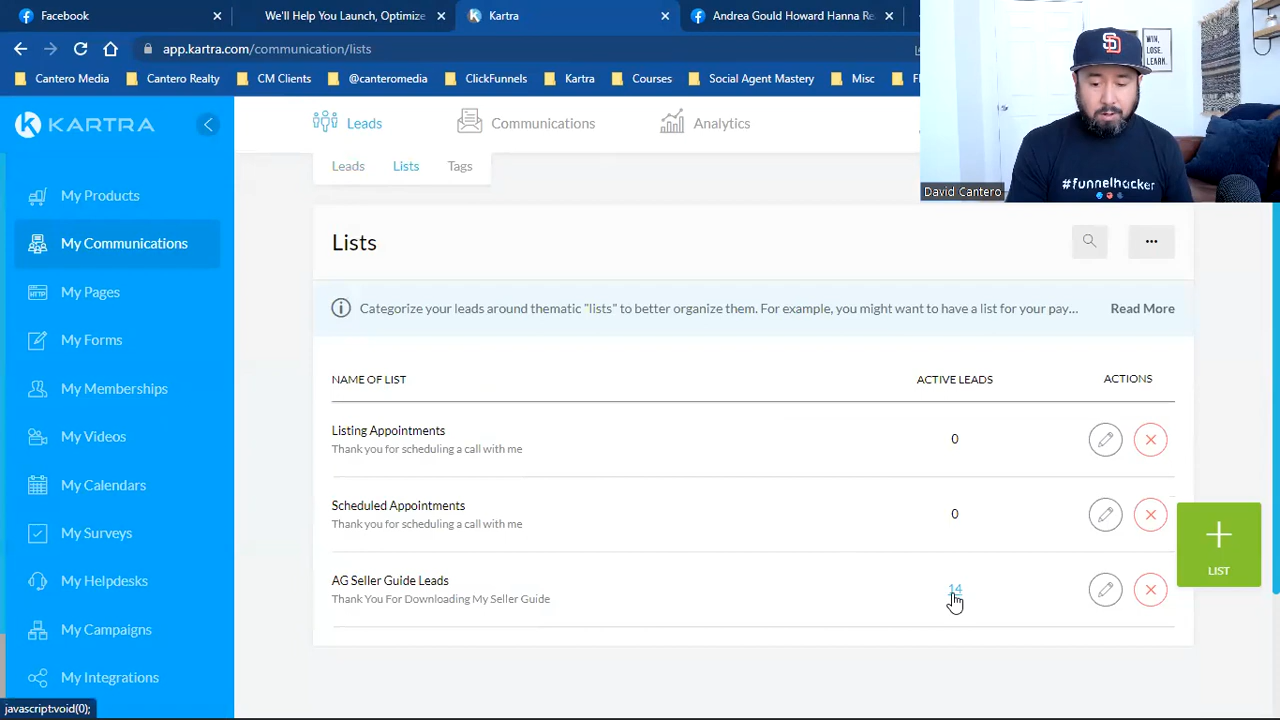 Facebook
We'll Help You Launch, Optimize
Kartra
Andrea Gould Howard Hanna Re
app.kartra.com/communication/lists
Cantero Media
Cantero Realty
CM Clients
@canteromedia
ClickFunnels
Kartra
Courses
Social Agent Mastery
Misc
WIN,
LOSE,
LEARN.
SD
#funnelhacker
David Cantero
KARTRA
Leads
Communications
Analytics
Leads
Lists
Tags
My Products
My Communications
My Pages
My Forms
My Memberships
My Videos
My Calendars
My Surveys
My Helpdesks
My Campaigns
My Integrations
Lists
Categorize your leads around thematic "lists" to better organize them. For example, you might want to have a list for your pay...
Read More
NAME OF LIST
ACTIVE LEADS
ACTIONS
Listing Appointments
Thank you for scheduling a call with me
0
Scheduled Appointments
Thank you for scheduling a call with me
0
AG Seller Guide Leads
Thank You For Downloading My Seller Guide
14
LIST
javascript:void(0);